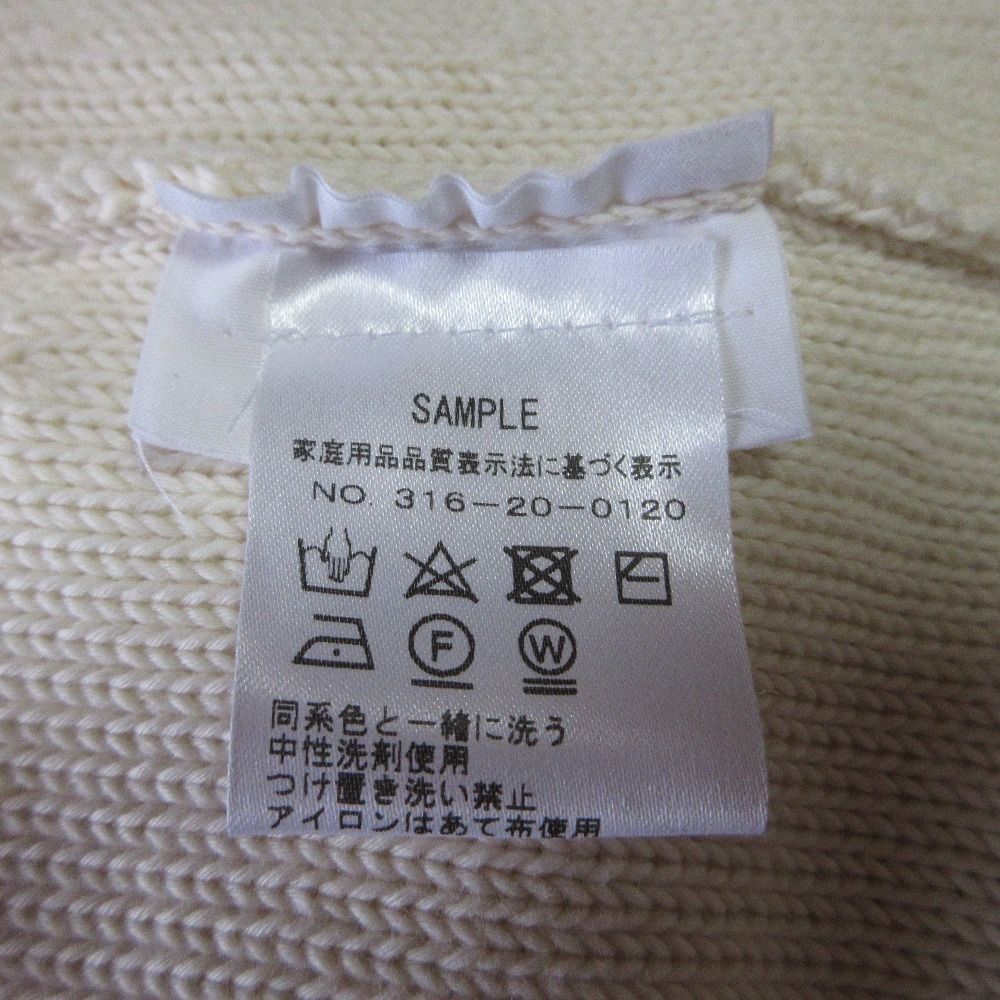 SAMPLE
家庭用品品質表示法に基づく表示
NO. 316-20-0120
F W
同系色と一緒に洗う
中性洗剤使用
つけ置き洗い禁止
アイロンはあて布使用